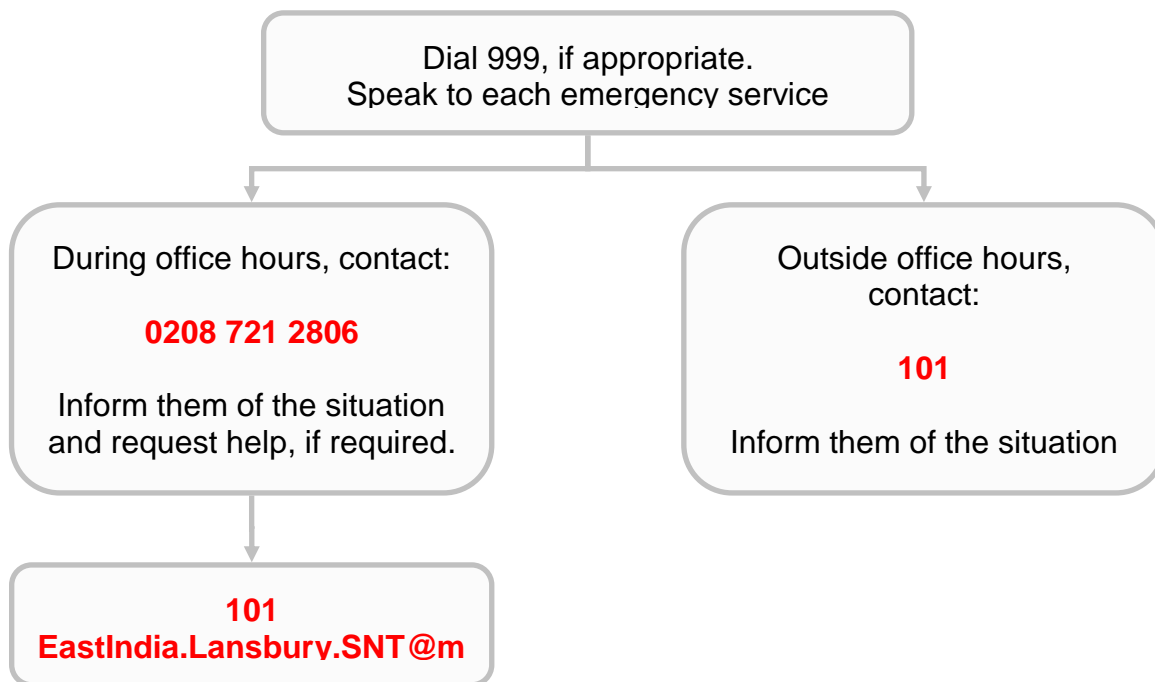 Dial 999, if appropriate.
Speak to each emergency service
During office hours, contact:
0208 721 2806
Inform them of the situation
and request help, if required.
Outside office hours,
contact:
101
Inform them of the situation
101
EastIndia.Lansbury.SNT@m